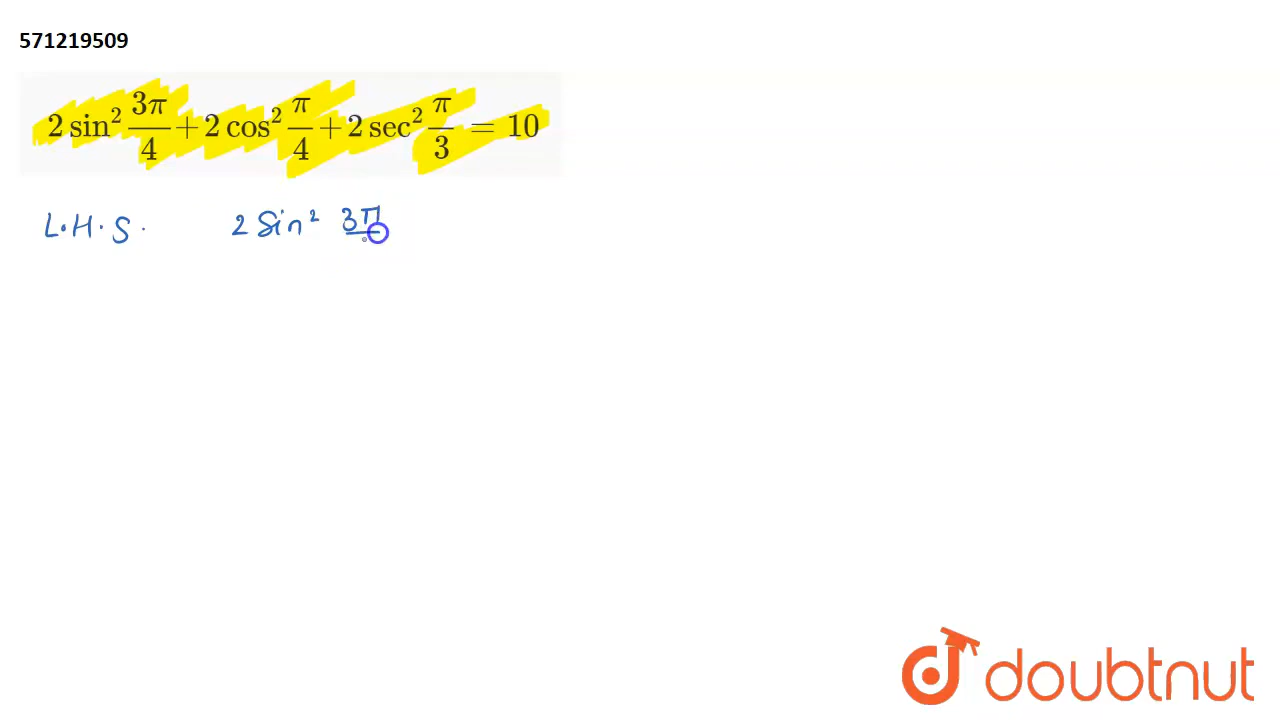 571219509
2 sin² 3π/4 + 2 cos² π/4 + 2 sec² π/3 = 10
L.H.S. 2 Sin² 3π
doubtnut